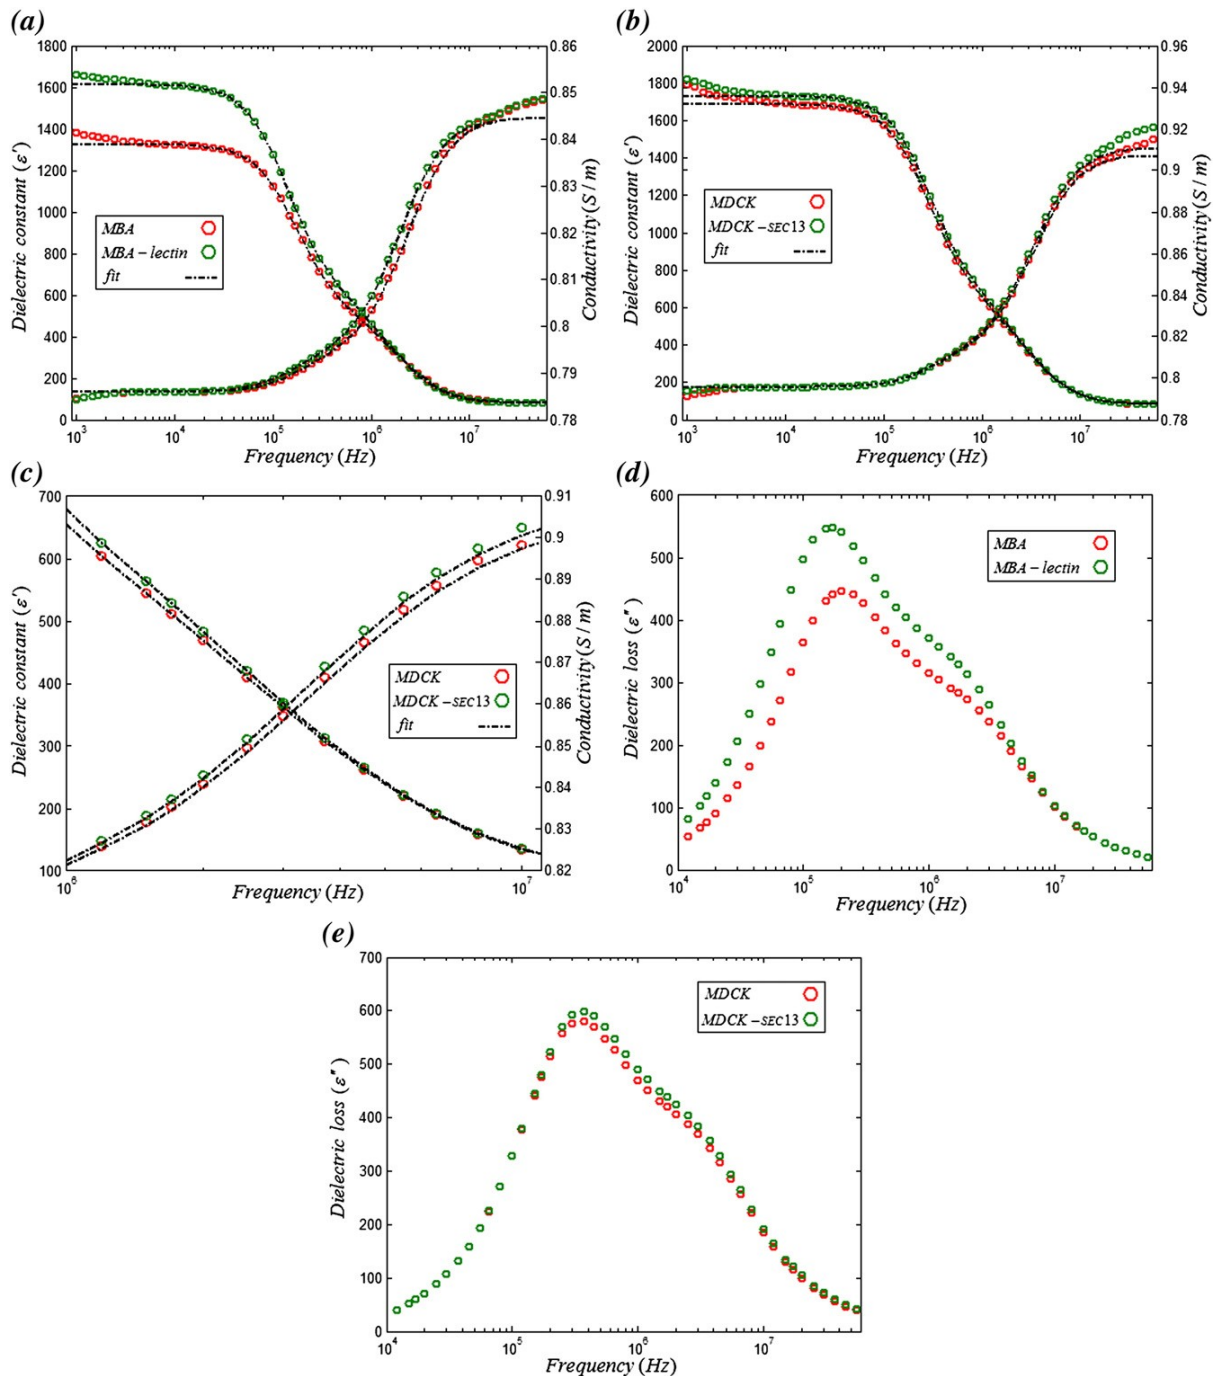 (a)
1800
1600
1400
1200
1000
800
600
400
200
0
Dielectric constant (ε')
0.86
0.85
0.84
0.83
0.82
0.81
0.8
0.79
0.78
Conductivity (S / m)
MBA
MBA - lectin
fit
10³ 10⁴ 10⁵ 10⁶ 10⁷
Frequency (Hz)
(b)
2000
1800
1600
1400
1200
1000
800
600
400
200
0
Dielectric constant (ε')
0.96
0.94
0.92
0.9
0.88
0.86
0.84
0.82
0.8
0.78
Conductivity (S / m)
MDCK
MDCK - SEC13
fit
10³ 10⁴ 10⁵ 10⁶ 10⁷
Frequency (Hz)
(c)
700
600
500
400
300
200
100
Dielectric constant (ε')
0.91
0.9
0.89
0.88
0.87
0.86
0.85
0.84
0.83
0.82
Conductivity (S / m)
MDCK
MDCK - SEC13
fit
10⁶ 10⁷
Frequency (Hz)
(d)
600
500
400
300
200
100
0
Dielectric loss (ε'')
MBA
MBA - lectin
10⁴ 10⁵ 10⁶ 10⁷
Frequency (Hz)
(e)
700
600
500
400
300
200
100
0
Dielectric loss (ε'')
MDCK
MDCK - SEC13
10⁴ 10⁵ 10⁶ 10⁷
Frequency (Hz)